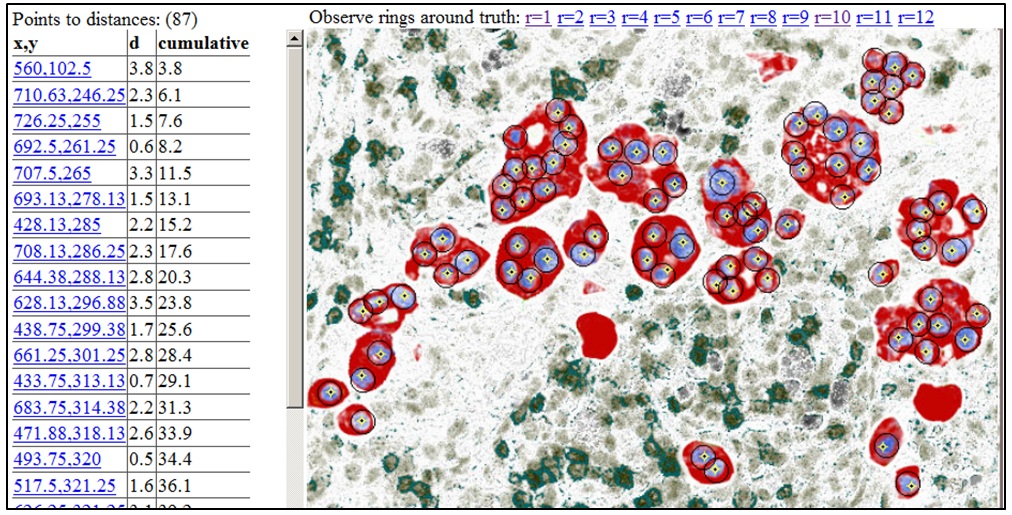 Points to distances: (87)
Observe rings around truth: r=1 r=2 r=3 r=4 r=5 r=6 r=7 r=8 r=9 r=10 r=11 r=12
x,y d cumulative
560,102.5 3.8 3.8
710.63,246.25 2.3 6.1
726.25,255 1.5 7.6
692.5,261.25 0.6 8.2
707.5,265 3.3 11.5
693.13,278.13 1.5 13.1
428.13,285 2.2 15.2
708.13,286.25 2.3 17.6
644.38,288.13 2.8 20.3
628.13,296.88 3.5 23.8
438.75,299.38 1.7 25.6
661.25,301.25 2.8 28.4
433.75,313.13 0.7 29.1
683.75,314.38 2.2 31.3
471.88,318.13 2.6 33.9
493.75,320 0.5 34.4
517.5,321.25 1.6 36.1